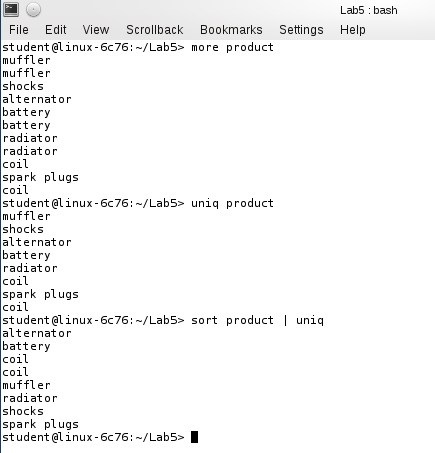 Lab5 : bash
File Edit View Scrollback Bookmarks Settings Help
student@linux-6c76:~/Lab5> more product
muffler
muffler
shocks
alternator
battery
battery
radiator
radiator
coil
spark plugs
coil
student@linux-6c76:~/Lab5> uniq product
muffler
shocks
alternator
battery
radiator
coil
spark plugs
coil
student@linux-6c76:~/Lab5> sort product | uniq
alternator
battery
coil
coil
muffler
radiator
shocks
spark plugs
student@linux-6c76:~/Lab5>